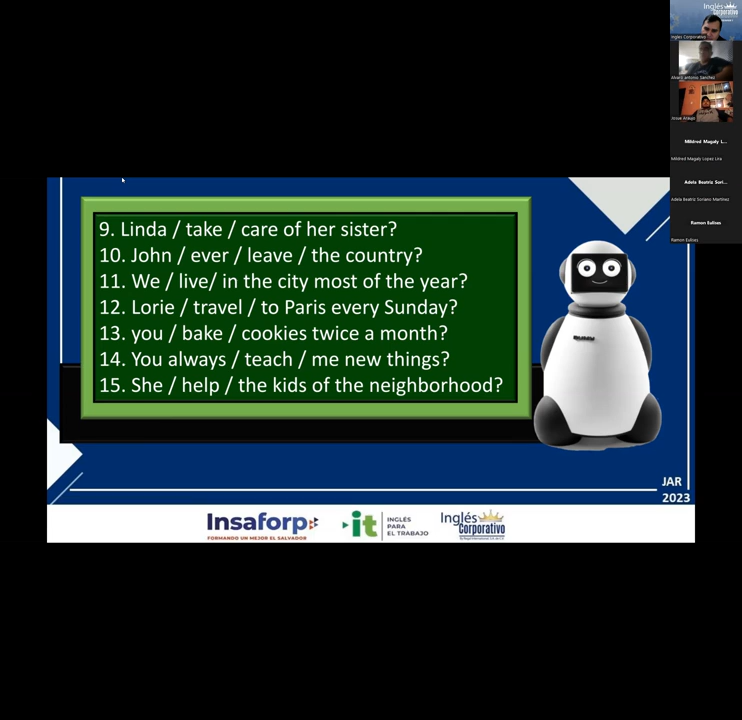 Inglés
Corporativo
Ingles Corporativo
Alvaro antonio Sanchez
Josue Araujo
Mildred Magaly L...
Mildred Magaly Lopez Lira
Adela Beatriz Sori...
Adela Beatriz Soriano Martinez
Ramon Eulises
Ramon Eulises
9. Linda / take / care of her sister?
10. John / ever / leave / the country?
11. We / live/ in the city most of the year?
12. Lorie / travel / to Paris every Sunday?
13. you / bake / cookies twice a month?
14. You always / teach / me new things?
15. She / help / the kids of the neighborhood?
JAR
2023
Insaforp
FORMANDO UN MEJOR EL SALVADOR
it
INGLÉS
PARA
EL TRABAJO
Inglés
Corporativo